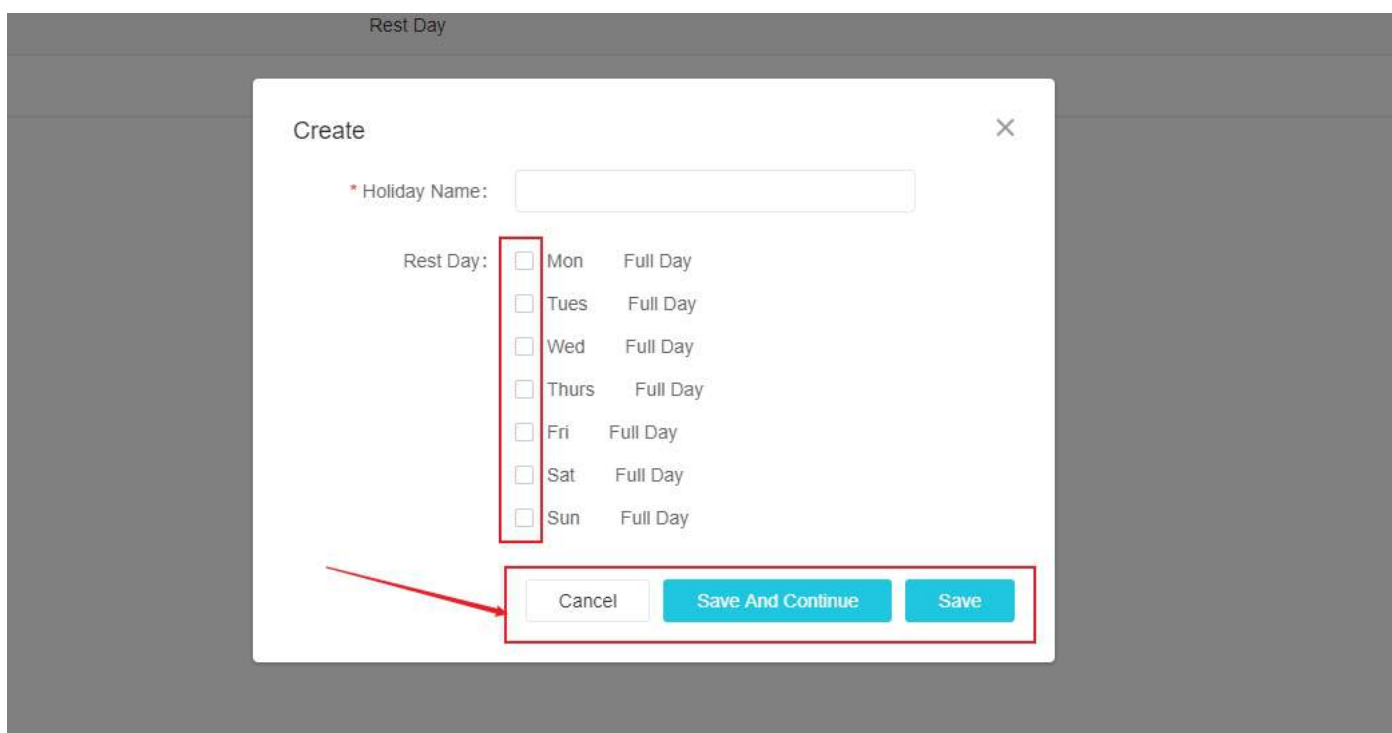 Rest Day
Create
* Holiday Name:
Rest Day:
Mon Full Day
Tues Full Day
Wed Full Day
Thurs Full Day
Fri Full Day
Sat Full Day
Sun Full Day
Cancel Save And Continue Save